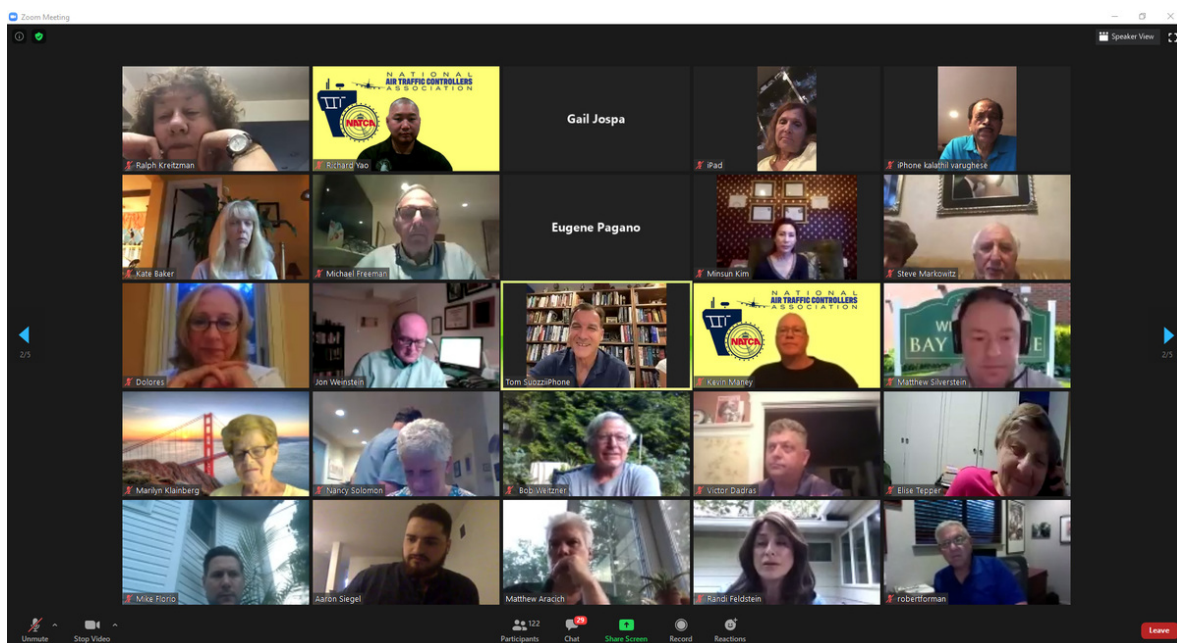 Zoom Meeting
Speaker View
Ralph Kreitzman
NATIONAL
AIR TRAFFIC CONTROLLERS
ASSOCIATION
NATCA
Richard Yao
Gail Jospa
iPad
iPhone kalathil varughese
Kate Baker
Michael Freeman
Eugene Pagano
Minsun Kim
Steve Markowitz
Dolores
Jon Weinstein
Tom SuozziiPhone
NATIONAL
AIR TRAFFIC CONTROLLERS
ASSOCIATION
NATCA
Kevin Maney
BAY
Matthew Silverstein
2/5
2/5
Marilyn Klainberg
Nancy Solomon
Bob Weitzner
Victor Dadras
Elise Tepper
Mike Florio
Aaron Siegel
Matthew Aracich
Randi Feldstein
robertforman
Unmute
Stop Video
122
Participants
29
Chat
Share Screen
Record
Reactions
Leave